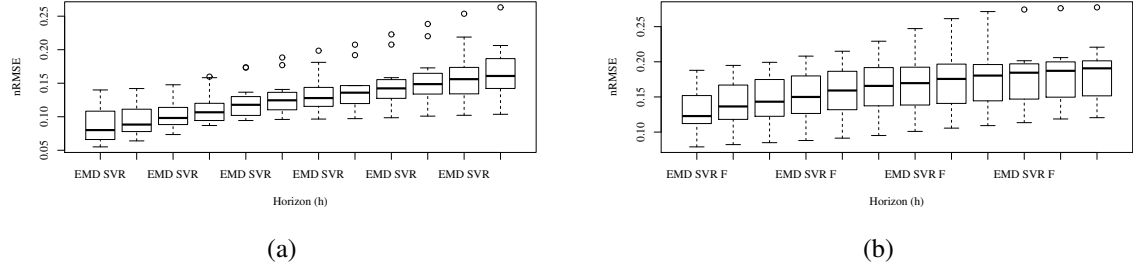 nRMSE
0.05 0.10 0.15 0.20 0.25
EMD SVR EMD SVR EMD SVR EMD SVR EMD SVR EMD SVR
Horizon (h)
(a)
nRMSE
0.10 0.15 0.20 0.25
EMD SVR F EMD SVR F EMD SVR F EMD SVR F
Horizon (h)
(b)